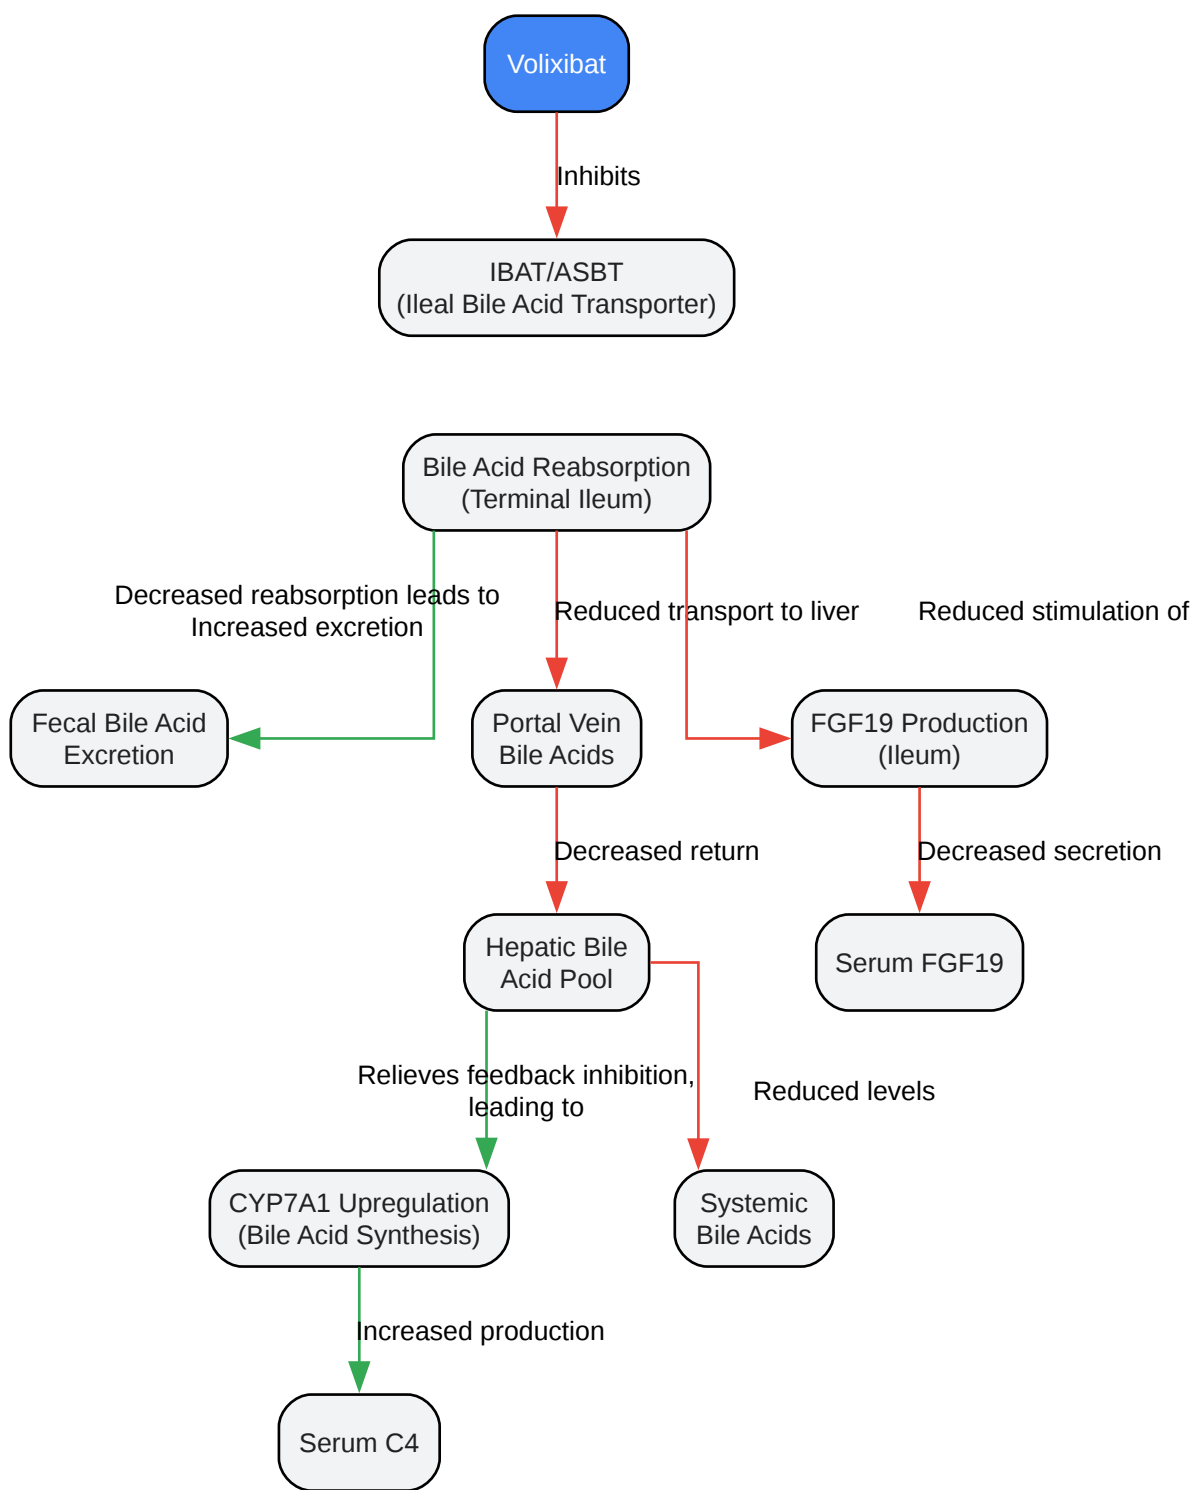 Volixibat
Inhibits
IBAT/ASBT
(Ileal Bile Acid Transporter)
Bile Acid Reabsorption
(Terminal Ileum)
Decreased reabsorption leads to
Increased excretion
Reduced transport to liver
Reduced stimulation of
Fecal Bile Acid
Excretion
Portal Vein
Bile Acids
FGF19 Production
(Ileum)
Decreased return
Decreased secretion
Hepatic Bile
Acid Pool
Serum FGF19
Relieves feedback inhibition,
leading to
Reduced levels
CYP7A1 Upregulation
(Bile Acid Synthesis)
Systemic
Bile Acids
Increased production
Serum C4